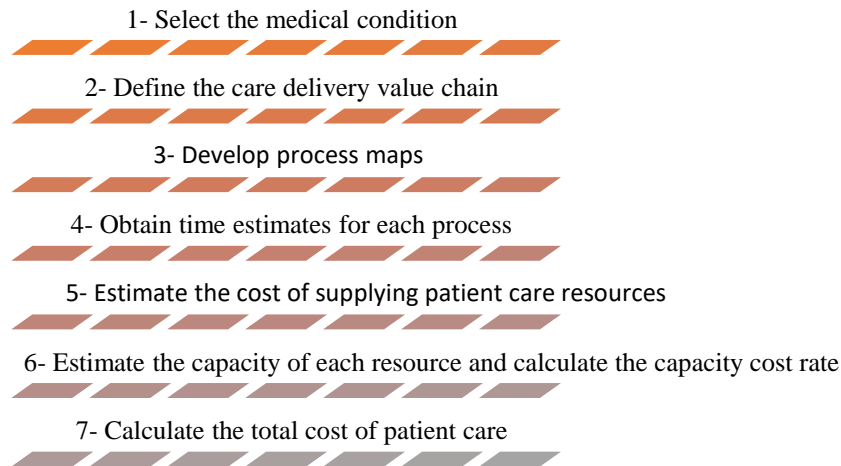 1- Select the medical condition
2- Define the care delivery value chain
3- Develop process maps
4- Obtain time estimates for each process
5- Estimate the cost of supplying patient care resources
6- Estimate the capacity of each resource and calculate the capacity cost rate
7- Calculate the total cost of patient care